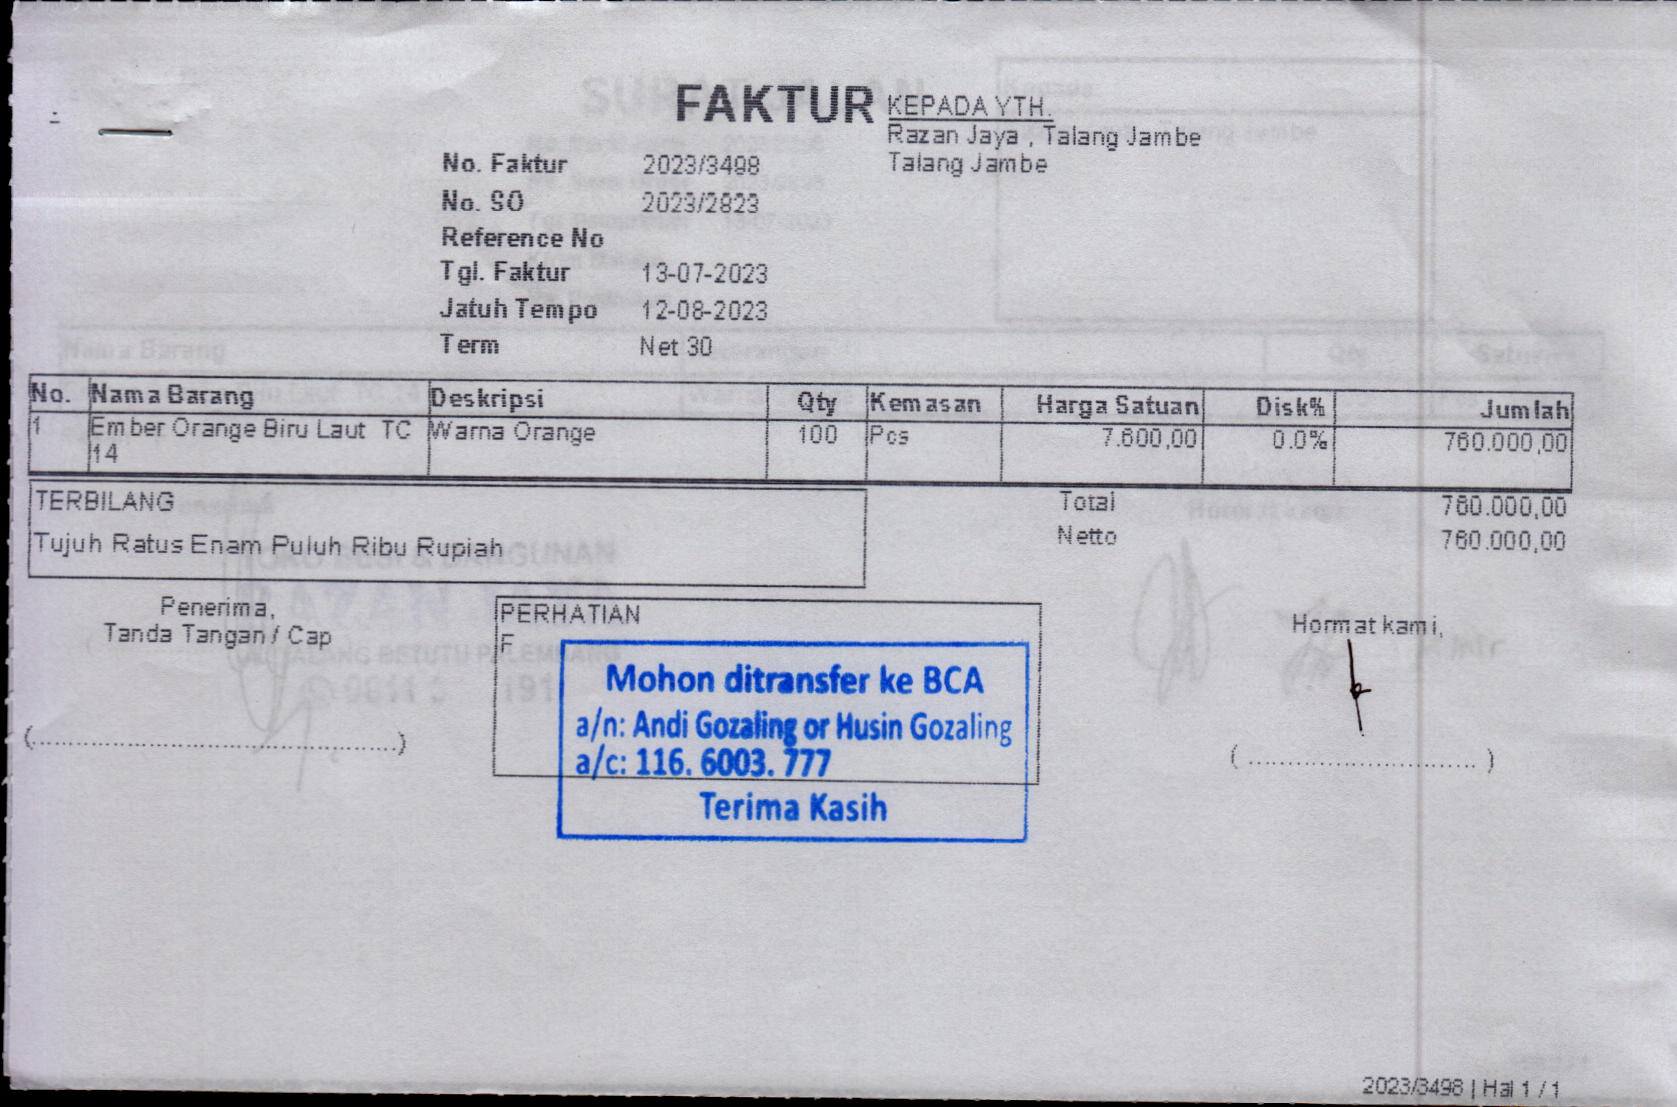 FAKTUR
KEPADA YTH.
Razan Jaya , Talang Jambe
Talang Jambe
No. Faktur 2023/3498
No. SO 2023/2823
Reference No
Tgl. Faktur 13-07-2023
Jatuh Tempo 12-08-2023
Term Net 30
No. Nama Barang Deskripsi Qty Kemasan Harga Satuan Disk% Jumlah
1 Ember Orange Biru Laut TC Warna Orange 100 Pcs 7.600,00 0.0% 760.000,00
14
TERBILANG
Tujuh Ratus Enam Puluh Ribu Rupiah
Total 760.000,00
Netto 760.000,00
Penerima,
Tanda Tangan / Cap
(..................................................)
PERHATIAN
Mohon ditransfer ke BCA
a/n: Andi Gozaling or Husin Gozaling
a/c: 116. 6003. 777
Terima Kasih
Hormat kami,
( ............................... )
2023/3498 | Hal 1 / 1